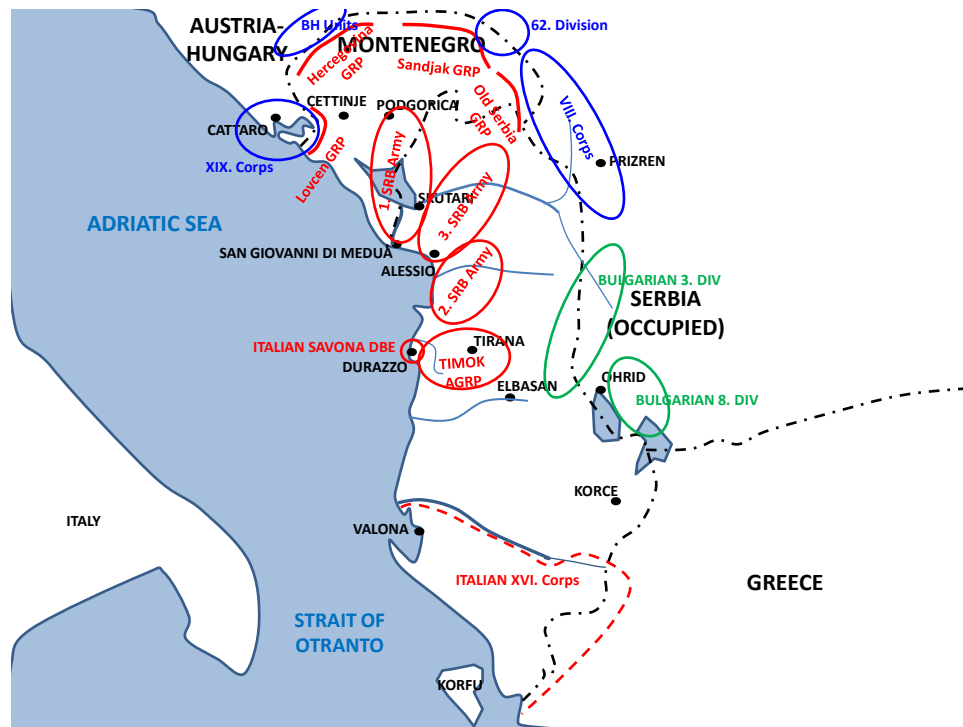 AUSTRIA-
HUNGARY
BH Units
62. Division
MONTENEGRO
Hercegovina
GRP
Sandjak GRP
Old Serbia
GRP
VIII. Corps
CETTINJE
PODGORICA
CATTARO
XIX. Corps
Lovcen GRP
1. SRB Army
PRIZREN
SKUTARI
3. SRB Army
ADRIATIC SEA
SAN GIOVANNI DI MEDUA
ALESSIO
2. SRB Army
BULGARIAN 3. DIV
SERBIA
(OCCUPIED)
ITALIAN SAVONA DBE
DURAZZO
TIRANA
TIMOK
AGRP
ELBASAN
OHRID
BULGARIAN 8. DIV
KORCE
ITALY
VALONA
ITALIAN XVI. Corps
GREECE
STRAIT OF
OTRANTO
KORFU